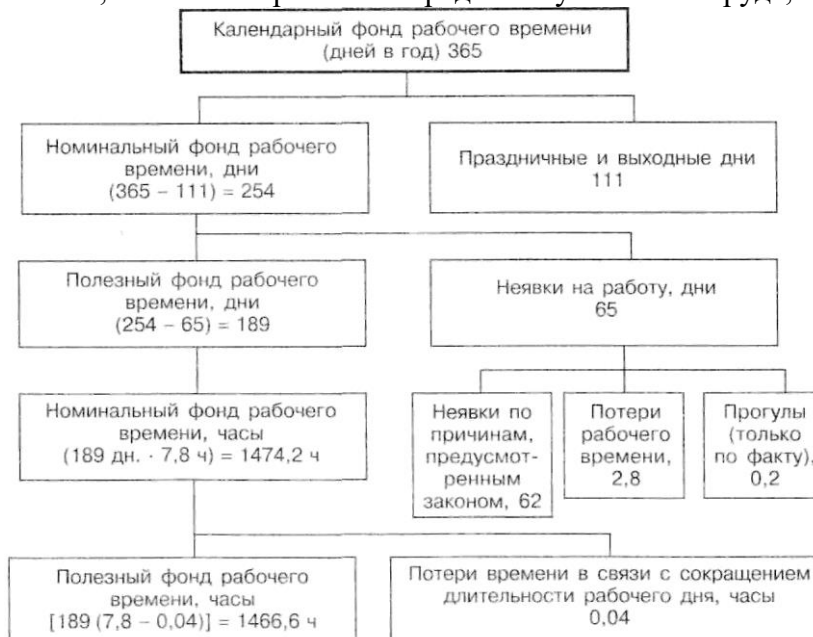 Календарный фонд рабочего времени
(дней в год) 365
Номинальный фонд рабочего
времени, дни
(365 – 111) = 254
Праздничные и выходные дни
111
Полезный фонд рабочего
времени, дни
(254 – 65) = 189
Неявки на работу, дни
65
Номинальный фонд рабочего
времени, часы
(189 дн. · 7,8 ч) = 1474,2 ч
Неявки по
причинам,
предусмот-
ренным
законом, 62
Потери
рабочего
времени,
2,8
Прогулы
(только
по факту),
0,2
Полезный фонд рабочего
времени, часы
[189 (7,8 – 0,04)] = 1466,6 ч
Потери времени в связи с сокращением
длительности рабочего дня, часы
0,04